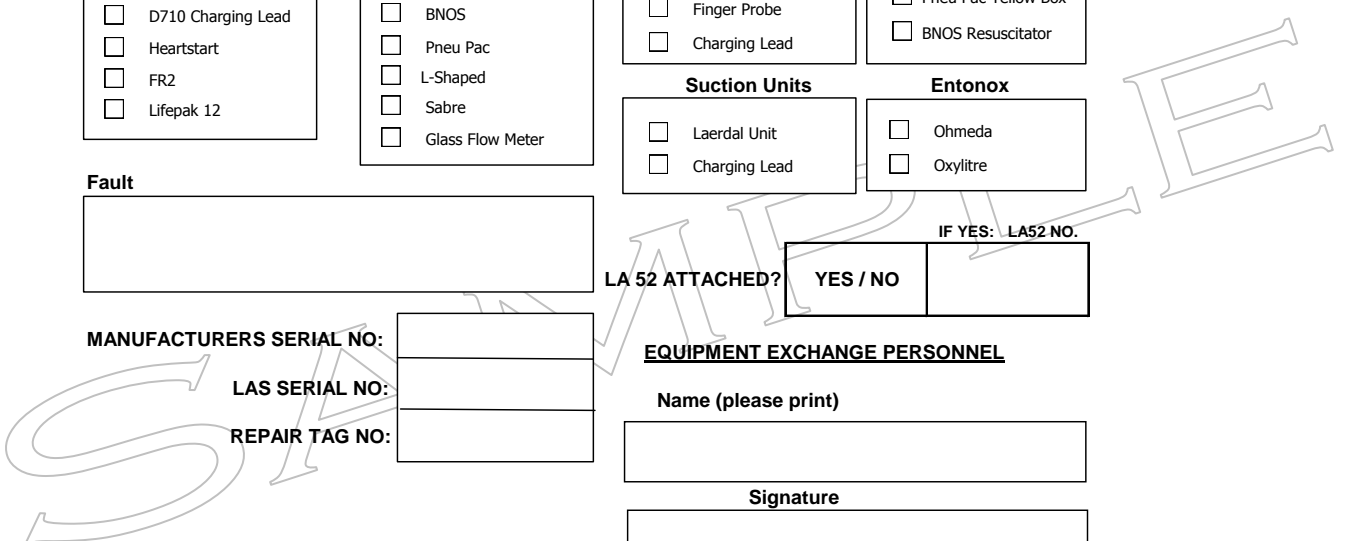 D710 Charging Lead
Heartstart
FR2
Lifepak 12
BNOS
Pneu Pac
L-Shaped
Sabre
Glass Flow Meter
Finger Probe
Charging Lead
Pneu Pac Yellow Box
BNOS Resuscitator
Suction Units
Laerdal Unit
Charging Lead
Entonox
Ohmeda
Oxylitre
Fault
IF YES: LA52 NO.
LA 52 ATTACHED? YES / NO
MANUFACTURERS SERIAL NO:
LAS SERIAL NO:
REPAIR TAG NO:
EQUIPMENT EXCHANGE PERSONNEL
Name (please print)
Signature
SAMPLE